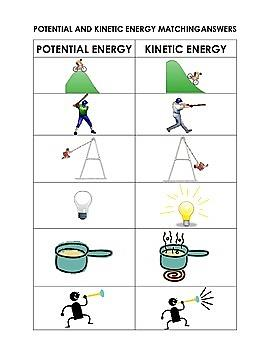 POTENTIAL AND KINETIC ENERGY MATCHINGANSWERS
POTENTIAL ENERGY
KINETIC ENERGY